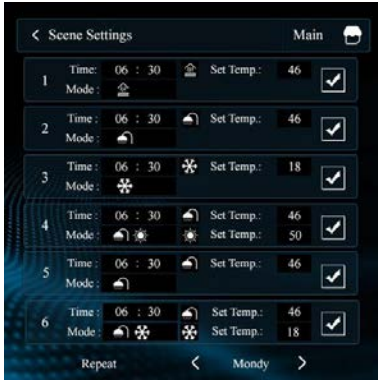 Scene Settings Main
1 Time: 06 : 30 Set Temp.: 46
Mode :
2 Time : 06 : 30 Set Temp.: 46
Mode :
3 Time : 06 : 30 Set Temp.: 18
Mode :
4 Time : 06 : 30 Set Temp.: 46
Mode : Set Temp.: 50
5 Time : 06 : 30 Set Temp.: 46
Mode :
6 Time : 06 : 30 Set Temp.: 46
Mode : Set Temp.: 18
Repeat < Mondy >